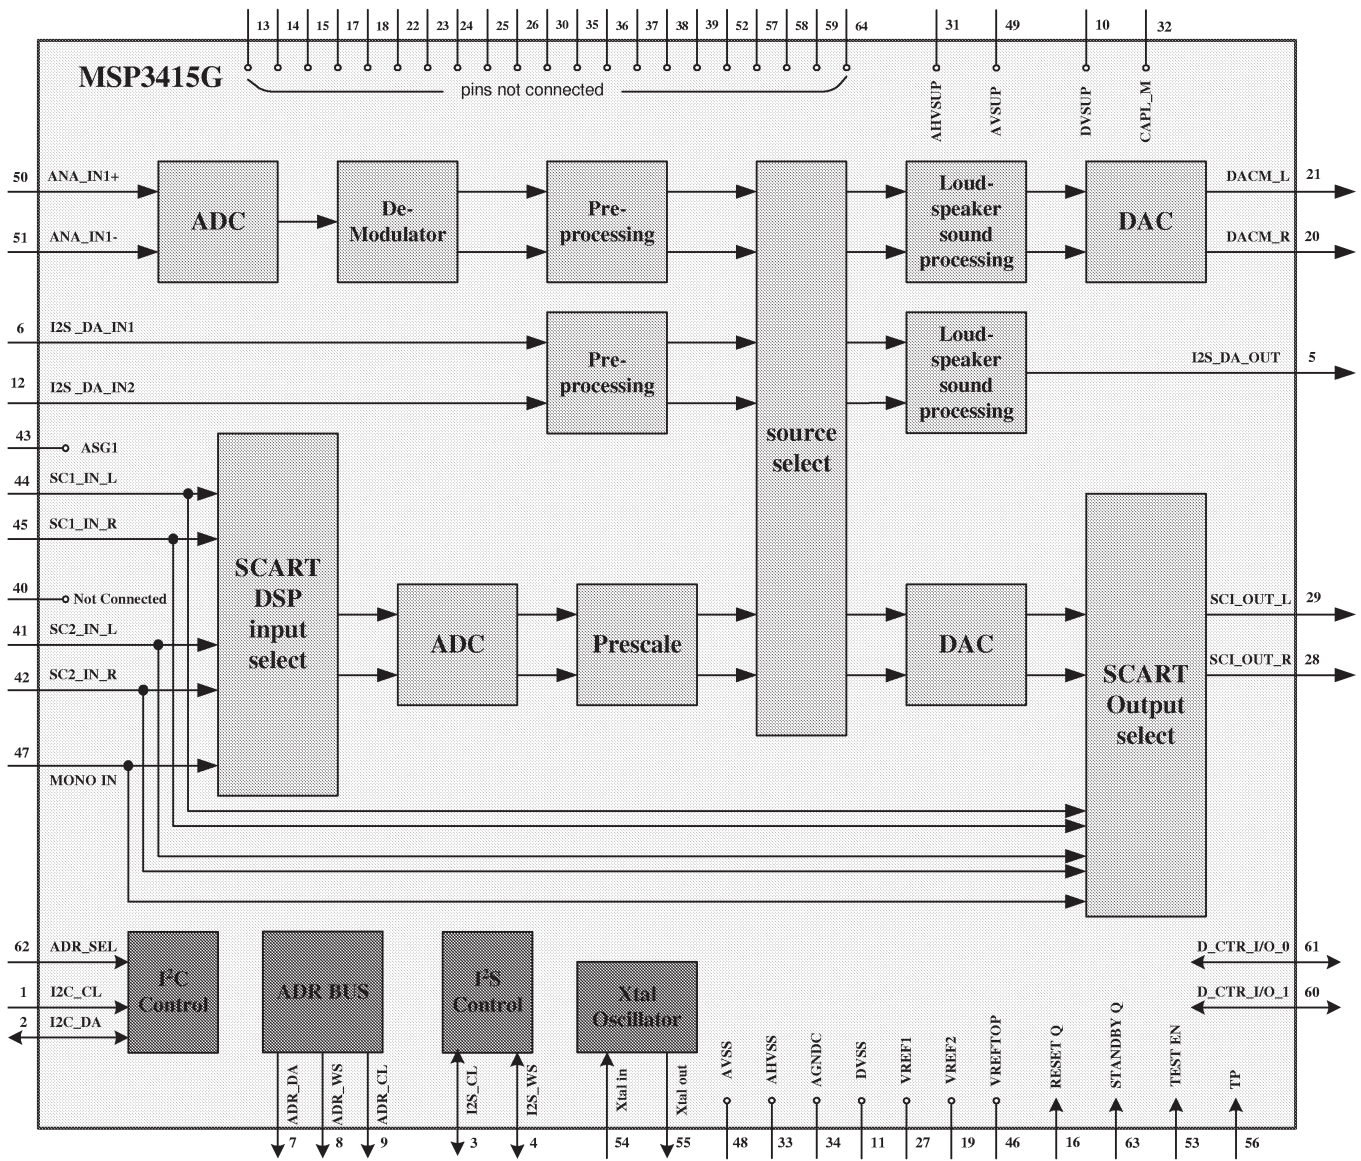 13 14 15 17 18 22 23 24 25 26 30 35 36 37 38 39 52 57 58 59 64 31 49 10 32
MSP3415G
pins not connected
AHVSUP
AVSUP
DVSUP
CAPL_M
50 ANA_IN1+
51 ANA_IN1-
ADC
De-
Modulator
Pre-
processing
Loud-
speaker
sound
processing
DAC
DACM_L 21
DACM_R 20
6 I2S _DA_IN1
12 I2S_DA_IN2
Pre-
processing
source
select
Loud-
speaker
sound
processing
I2S_DA_OUT 5
43 ASG1
44 SC1_IN_L
45 SC1_IN_R
40 Not Connected
41 SC2_IN_L
42 SC2_IN_R
47
MONO IN
SCART
DSP
input
select
ADC
Prescale
DAC
SCART
Output
select
SCI_OUT_L 29
SCI_OUT_R 28
62 ADR_SEL
1 I2C_CL
2 I2C_DA
I²C
Control
ADR BUS
I²S
Control
Xtal
Oscillator
D_CTR_I/O_0 61
D_CTR_I/O_1 60
ADR_DA
ADR_WS
ADR_CL
I2S_CL
I2S_WS
Xtal in
Xtal out
AVSS
AHVSS
AGNDC
DVSS
VREF1
VREF2
VREFTOP
RESET Q
STANDBY Q
TEST EN
TP
7 8 9 3 4 54 55 48 33 34 11 27 19 46 16 63 53 56